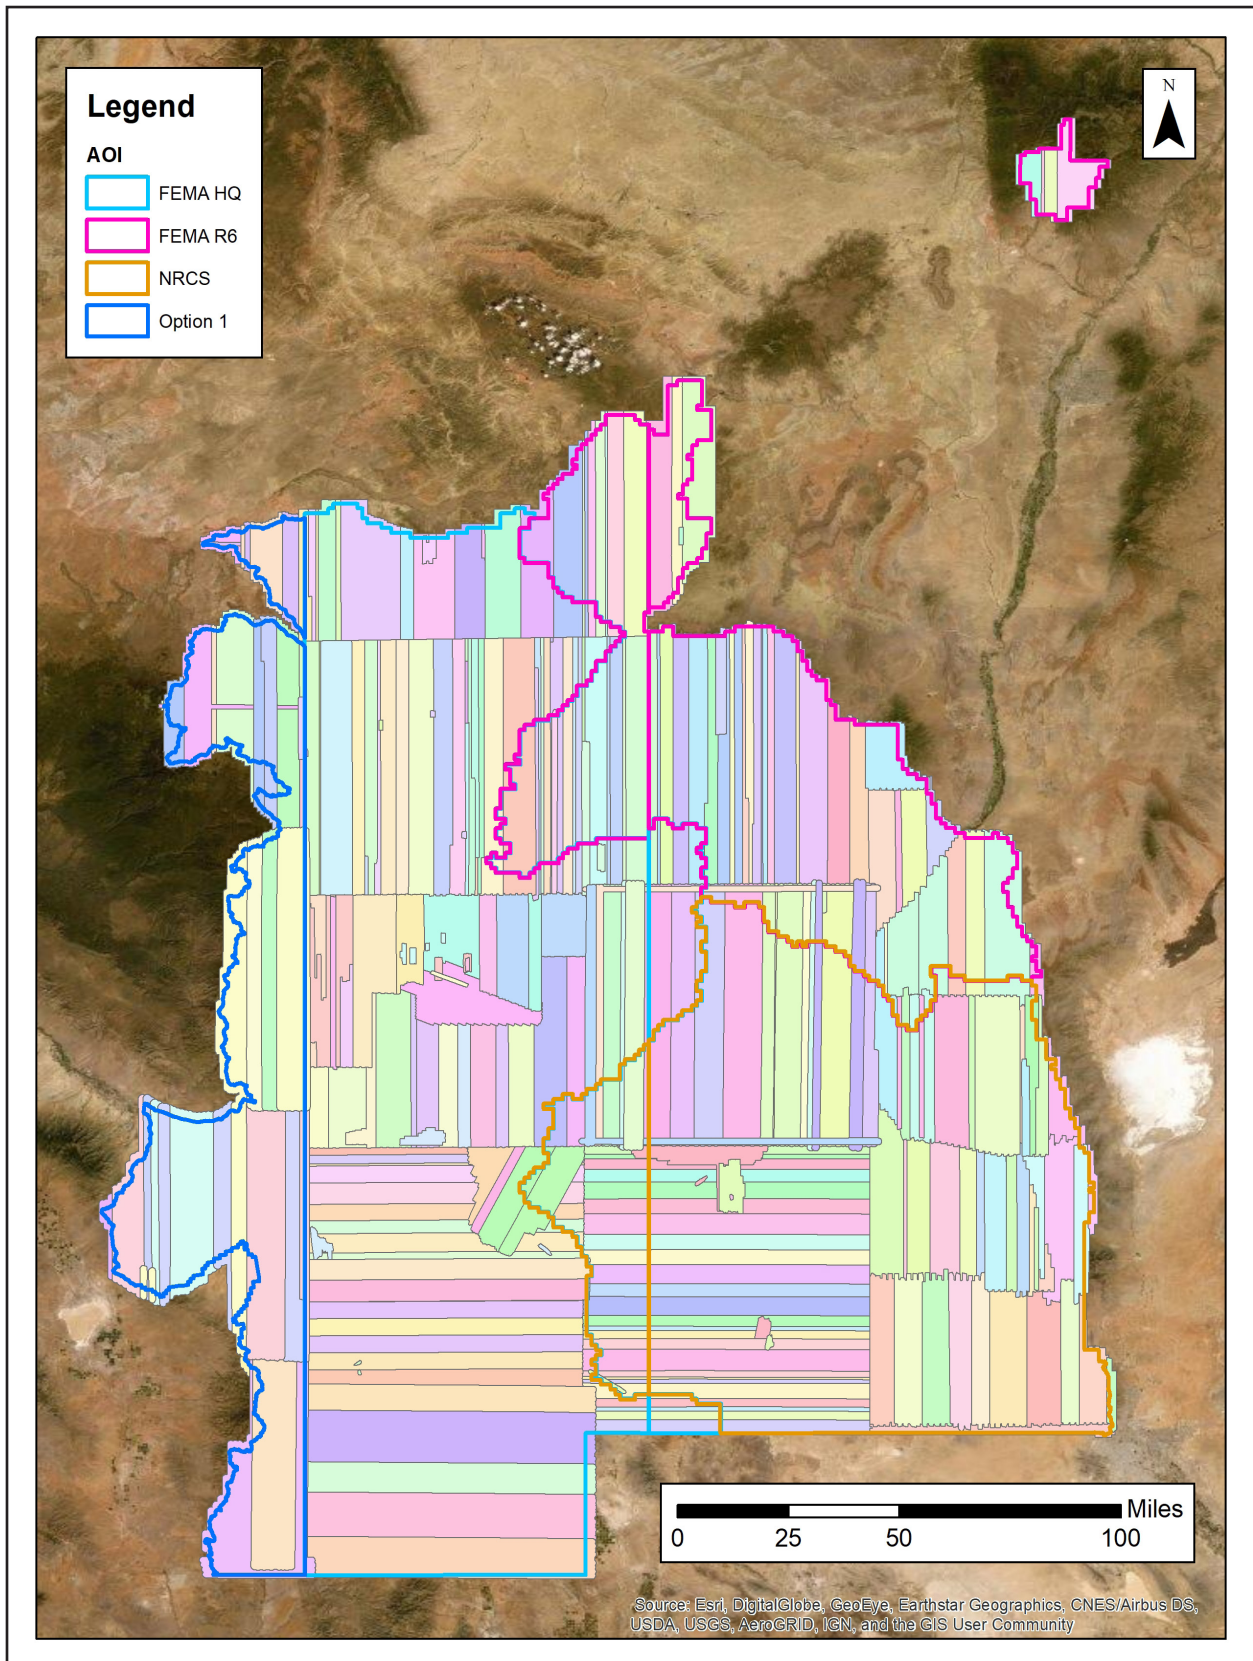 Legend
AOI
FEMA HQ
FEMA R6
NRCS
Option 1
N
Miles
0 25 50 100
Source: Esri, DigitalGlobe, GeoEye, Earthstar Geographics, CNES/Airbus DS,
USDA, USGS, AeroGRID, IGN, and the GIS User Community